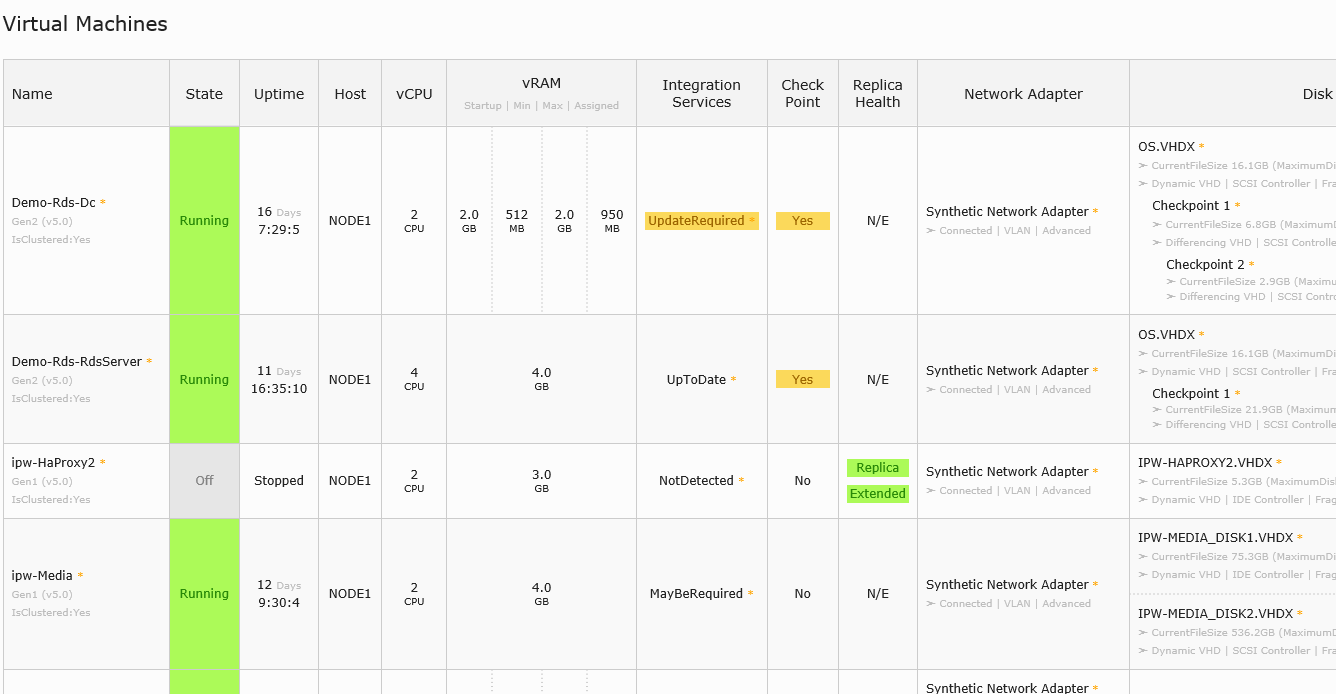 Virtual Machines
Name State Uptime Host vCPU vRAM Integration Services Check Point Replica Health Network Adapter Disk
Startup | Min | Max | Assigned
Demo-Rds-Dc *
Gen2 (v5.0)
IsClustered:Yes
Running
16 Days
7:29:5
NODE1
2
CPU
2.0
GB
512
MB
2.0
GB
950
MB
UpdateRequired *
Yes
N/E
Synthetic Network Adapter *
➢ Connected | VLAN | Advanced
OS.VHDX *
➢ CurrentFileSize 16.1GB (MaximumDi
➢ Dynamic VHD | SCSI Controller | Fra
Checkpoint 1 *
➢ CurrentFileSize 6.8GB (MaximumD
➢ Differencing VHD | SCSI Controlle
Checkpoint 2 *
➢ CurrentFileSize 2.9GB (Maximu
➢ Differencing VHD | SCSI Contro
Demo-Rds-RdsServer *
Gen2 (v5.0)
IsClustered:Yes
Running
11 Days
16:35:10
NODE1
4
CPU
4.0
GB
UpToDate *
Yes
N/E
Synthetic Network Adapter *
➢ Connected | VLAN | Advanced
OS.VHDX *
➢ CurrentFileSize 16.1GB (MaximumDi
➢ Dynamic VHD | SCSI Controller | Fra
Checkpoint 1 *
➢ CurrentFileSize 21.9GB (Maximum
➢ Differencing VHD | SCSI Controlle
ipw-HaProxy2 *
Gen1 (v5.0)
IsClustered:Yes
Off
Stopped
NODE1
2
CPU
3.0
GB
NotDetected *
No
Replica
Extended
Synthetic Network Adapter *
➢ Connected | VLAN | Advanced
IPW-HAPROXY2.VHDX *
➢ CurrentFileSize 5.3GB (MaximumDis
➢ Dynamic VHD | IDE Controller | Frag
ipw-Media *
Gen1 (v5.0)
IsClustered:Yes
Running
12 Days
9:30:4
NODE1
2
CPU
4.0
GB
MayBeRequired *
No
N/E
Synthetic Network Adapter *
➢ Connected | VLAN | Advanced
IPW-MEDIA_DISK1.VHDX *
➢ CurrentFileSize 75.3GB (MaximumDi
➢ Dynamic VHD | IDE Controller | Frag
IPW-MEDIA_DISK2.VHDX *
➢ CurrentFileSize 536.2GB (MaximumD
➢ Dynamic VHD | SCSI Controller | Fra
Synthetic Network Adapter *